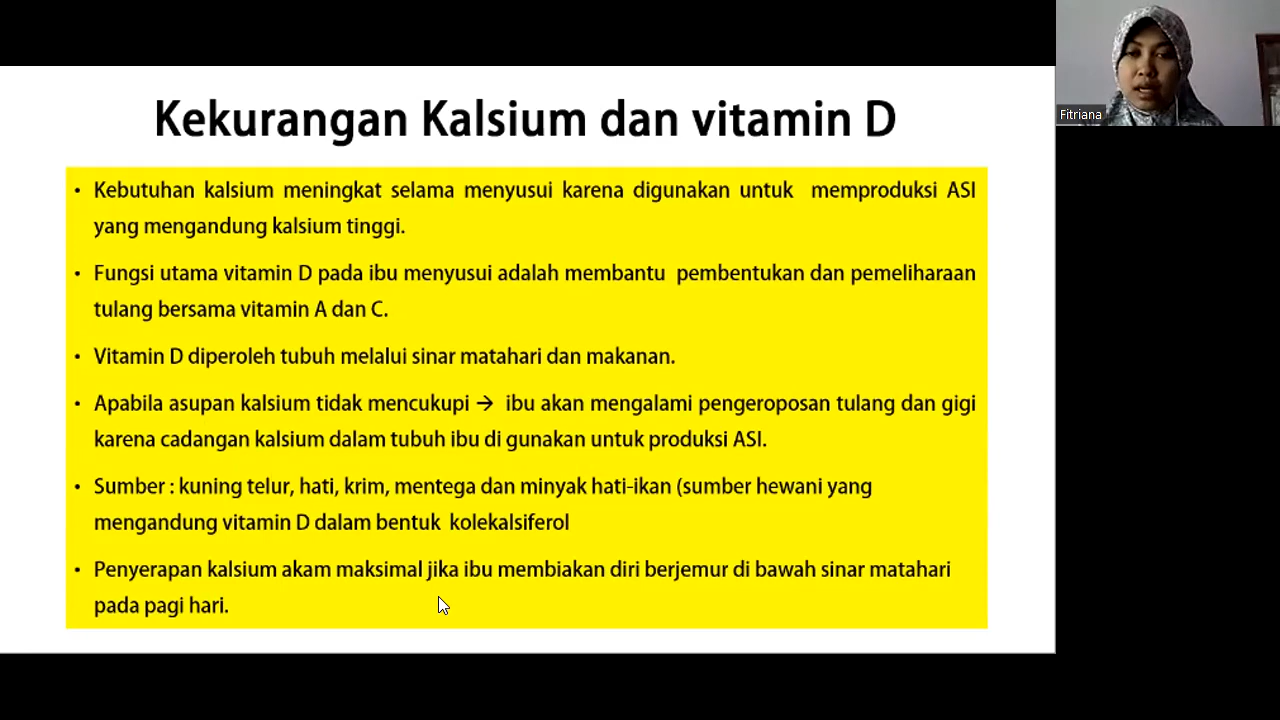 Kekurangan Kalsium dan vitamin D
• Kebutuhan kalsium meningkat selama menyusui karena digunakan untuk memproduksi ASI
yang mengandung kalsium tinggi.
• Fungsi utama vitamin D pada ibu menyusui adalah membantu pembentukan dan pemeliharaan
tulang bersama vitamin A dan C.
• Vitamin D diperoleh tubuh melalui sinar matahari dan makanan.
• Apabila asupan kalsium tidak mencukupi → ibu akan mengalami pengeroposan tulang dan gigi
karena cadangan kalsium dalam tubuh ibu di gunakan untuk produksi ASI.
• Sumber : kuning telur, hati, krim, mentega dan minyak hati-ikan (sumber hewani yang
mengandung vitamin D dalam bentuk kolekalsiferol
• Penyerapan kalsium akam maksimal jika ibu membiakan diri berjemur di bawah sinar matahari
pada pagi hari.
Fitriana